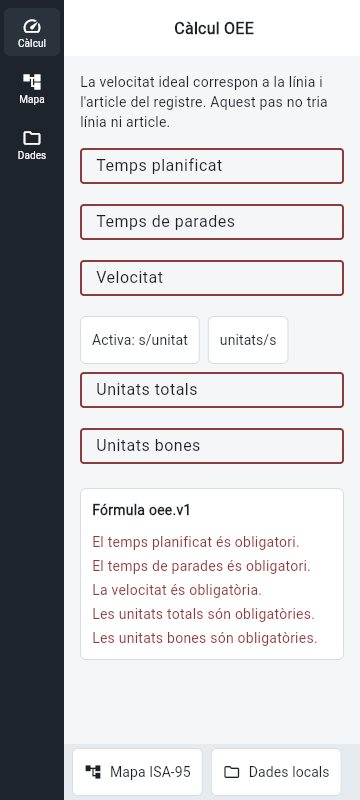 Càlcul OEE
Càlcul
Mapa
Dades
La velocitat ideal correspon a la línia i
l'article del registre. Aquest pas no tria
línia ni article.
Temps planificat
Temps de parades
Velocitat
Activa: s/unitat
unitats/s
Unitats totals
Unitats bones
Fórmula oee.v1
El temps planificat és obligatori.
El temps de parades és obligatori.
La velocitat és obligatòria.
Les unitats totals són obligatòries.
Les unitats bones són obligatòries.
Mapa ISA-95
Dades locals